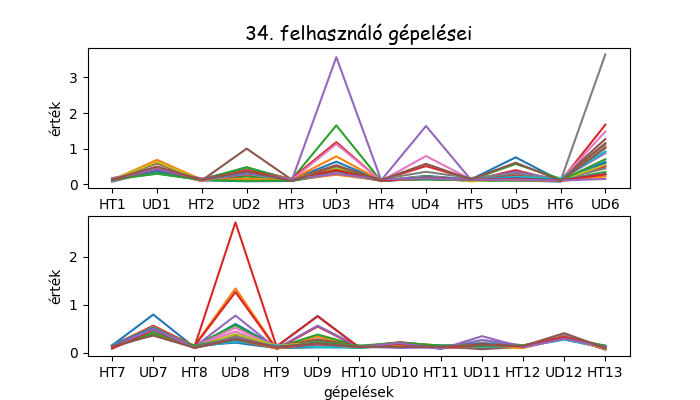 34. felhasználó gépelései
érték
3
2
1
0
HT1 UD1 HT2 UD2 HT3 UD3 HT4 UD4 HT5 UD5 HT6 UD6
érték
2
1
0
HT7 UD7 HT8 UD8 HT9 UD9 HT10 UD10 HT11 UD11 HT12 UD12 HT13
gépelések